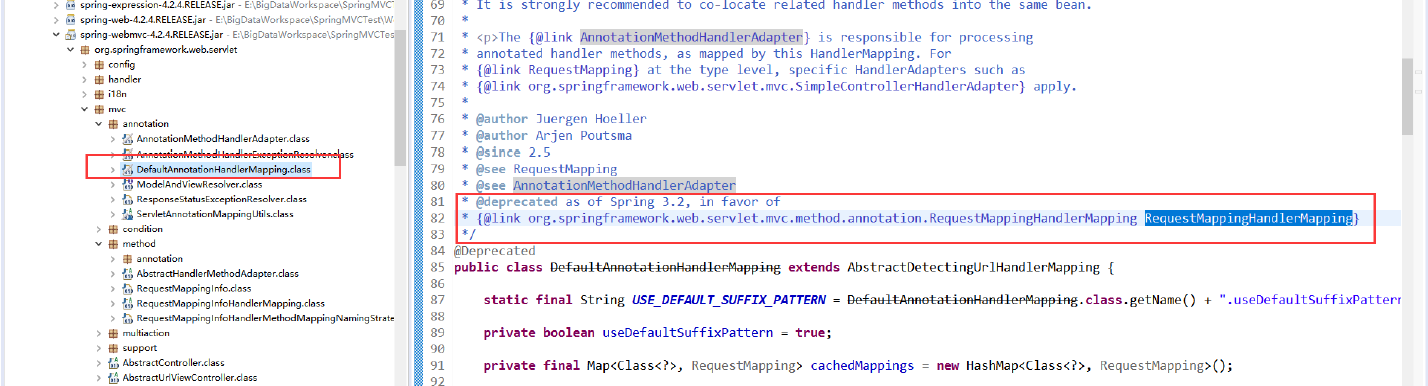 spring-expression-4.2.4.RELEASE.jar - E:\BigDataWorkspace\SpringMVCTest
spring-web-4.2.4.RELEASE.jar - E:\BigDataWorkspace\SpringMVCTest\We
spring-webmvc-4.2.4.RELEASE.jar - E:\BigDataWorkspace\SpringMVCTes
org.springframework.web.servlet
config
handler
i18n
mvc
annotation
AnnotationMethodHandlerAdapter.class
AnnotationMethodHandlerExceptionResolver.class
DefaultAnnotationHandlerMapping.class
ModelAndViewResolver.class
ResponseStatusExceptionResolver.class
ServletAnnotationMappingUtils.class
condition
method
annotation
AbstractHandlerMethodAdapter.class
RequestMappingInfo.class
RequestMappingInfoHandlerMapping.class
RequestMappingInfoHandlerMethodMappingNamingStrate
multiaction
support
AbstractController.class
AbstractUrlViewController.class
69 * It is strongly recommended to co-locate related handler methods into the same bean.
70 *
71 * <p>The {@link AnnotationMethodHandlerAdapter} is responsible for processing
72 * annotated handler methods, as mapped by this HandlerMapping. For
73 * {@link RequestMapping} at the type level, specific HandlerAdapters such as
74 * {@link org.springframework.web.servlet.mvc.SimpleControllerHandlerAdapter} apply.
75 *
76 * @author Juergen Hoeller
77 * @author Arjen Poutsma
78 * @since 2.5
79 * @see RequestMapping
80 * @see AnnotationMethodHandlerAdapter
81 * @deprecated as of Spring 3.2, in favor of
82 * {@link org.springframework.web.servlet.mvc.method.annotation.RequestMappingHandlerMapping RequestMappingHandlerMapping}
83 */
84 @Deprecated
85 public class DefaultAnnotationHandlerMapping extends AbstractDetectingUrlHandlerMapping {
86
87 static final String USE_DEFAULT_SUFFIX_PATTERN = DefaultAnnotationHandlerMapping.class.getName() + ".useDefaultSuffixPattern
88
89 private boolean useDefaultSuffixPattern = true;
90
91 private final Map<Class<?>, RequestMapping> cachedMappings = new HashMap<Class<?>, RequestMapping>();
92